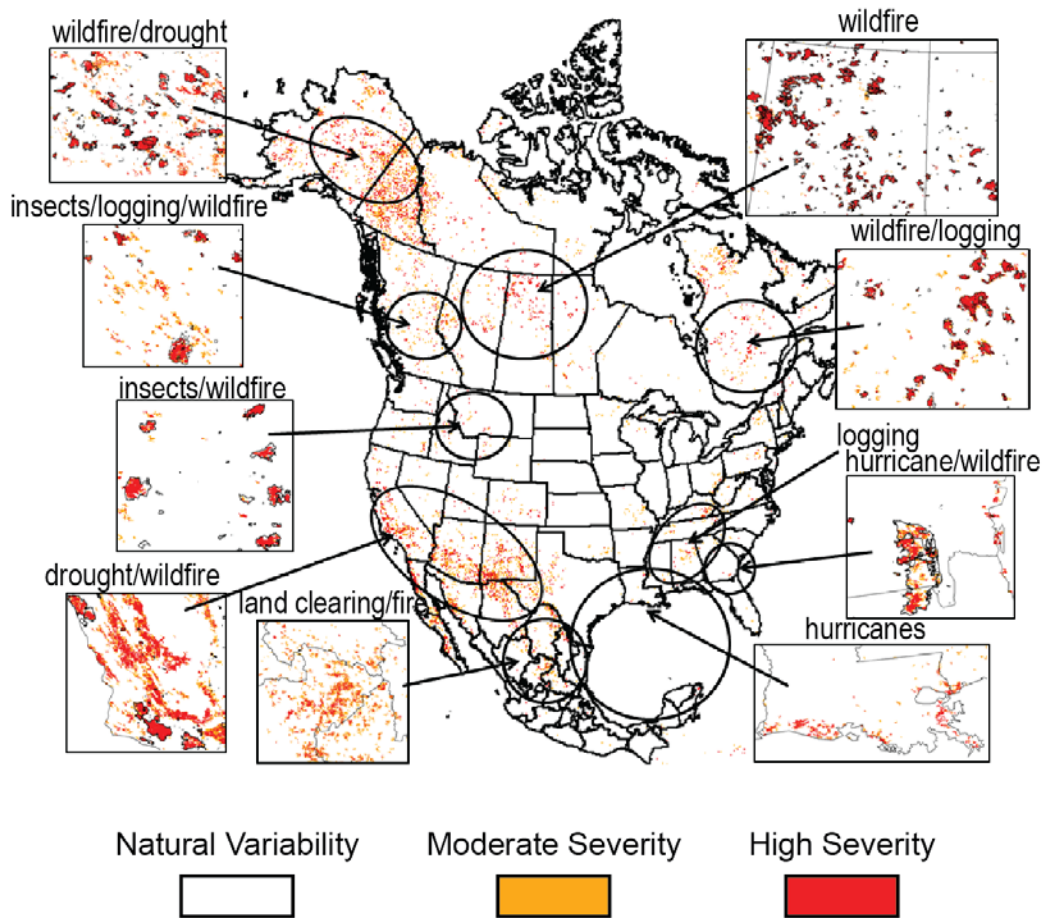 wildfire/drought
wildfire
insects/logging/wildfire
wildfire/logging
insects/wildfire
logging
hurricane/wildfire
drought/wildfire
land clearing/fire
hurricanes
Natural Variability
Moderate Severity
High Severity